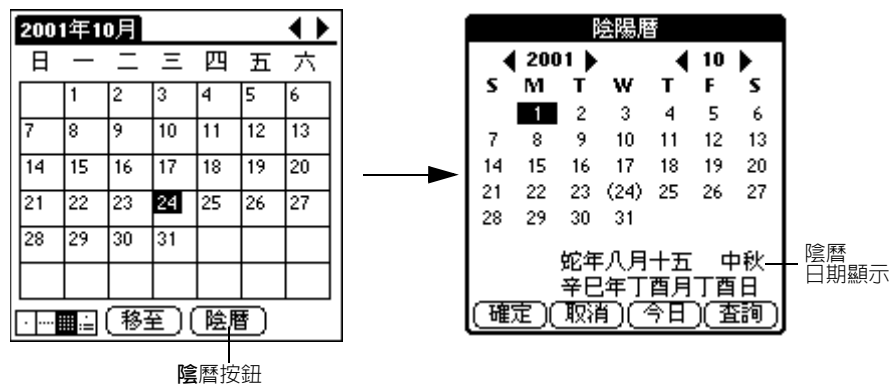 2001年10月
日 一 二 三 四 五 六
1 2 3 4 5 6
7 8 9 10 11 12 13
14 15 16 17 18 19 20
21 22 23 24 25 26 27
28 29 30 31
移至 陰曆
陰曆按鈕
陰陽曆
2001 10
S M T W T F S
1 2 3 4 5 6
7 8 9 10 11 12 13
14 15 16 17 18 19 20
21 22 23 (24) 25 26 27
28 29 30 31
蛇年八月十五 中秋
辛巳年丁酉月丁酉日
確定 取消 今日 查詢
陰曆
日期顯示